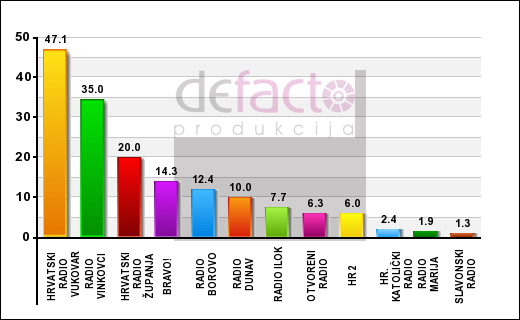 defacto
produkcija
50
40
30
20
10
0
47.1
35.0
20.0
14.3
12.4
10.0
7.7
6.3
6.0
2.4
1.9
1.3
HRVATSKI
RADIO
VUKOVAR
RADIO
VINKOVCI
HRVATSKI
RADIO
ŽUPANJA
BRAVO!
RADIO
BOROVO
RADIO
DUNAV
RADIO ILOK
OTVORENI
RADIO
HR 2
HR.
KATOLIČKI
RADIO
RADIO
MARIJA
SLAVONSKI
RADIO